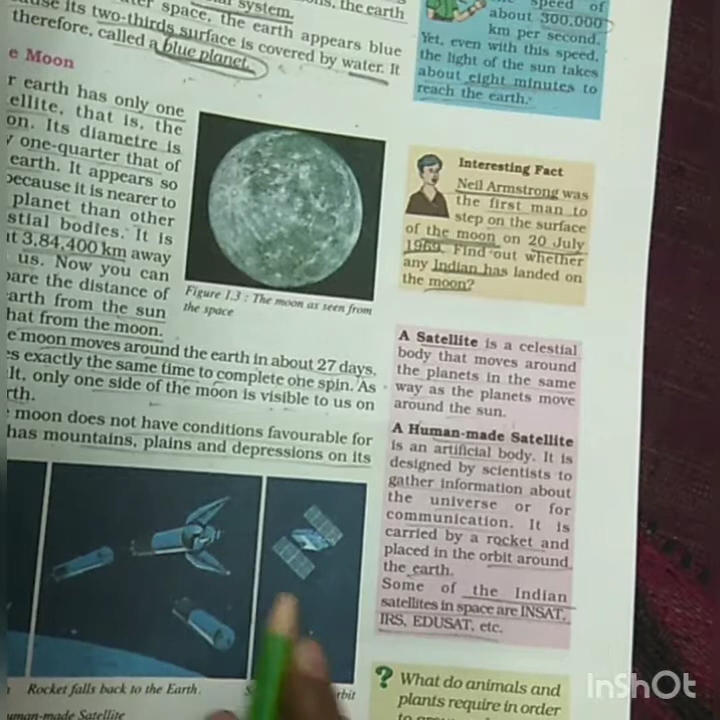 system.
the earth
space, the earth appears blue
its two-thirds surface is covered by water. It
therefore, called a blue planet.
e Moon
r earth has only one
ellite, that is, the
on. Its diametre is
y one-quarter that of
earth. It appears so
because it is nearer to
planet than other
stial bodies. It is
ut 3,84,400 km away
us. Now you can
pare the distance of
earth from the sun
hat from the moon.
e moon moves around the earth in about 27 days.
es exactly the same time to complete one spin. As
lt, only one side of the moon is visible to us on
rth.
moon does not have conditions favourable for
has mountains, plains and depressions on its
Figure 1.3 : The moon as seen from
the space
Rocket falls back to the Earth.
rbit
uman-made Satellite
speed of
about 300,000
km per second.
Yet, even with this speed,
the light of the sun takes
about eight minutes to
reach the earth.
Interesting Fact
Neil Armstrong was
the first man to
step on the surface
of the moon on 20 July
1969. Find out whether
any Indian has landed on
the moon?
A Satellite is a celestial
body that moves around
the planets in the same
way as the planets move
around the sun.
A Human-made Satellite
is an artificial body. It is
designed by scientists to
gather information about
the universe or for
communication. It is
carried by a rocket and
placed in the orbit around
the earth.
Some of the Indian
satellites in space are INSAT,
IRS, EDUSAT, etc.
? What do animals and
plants require in order
InShOt